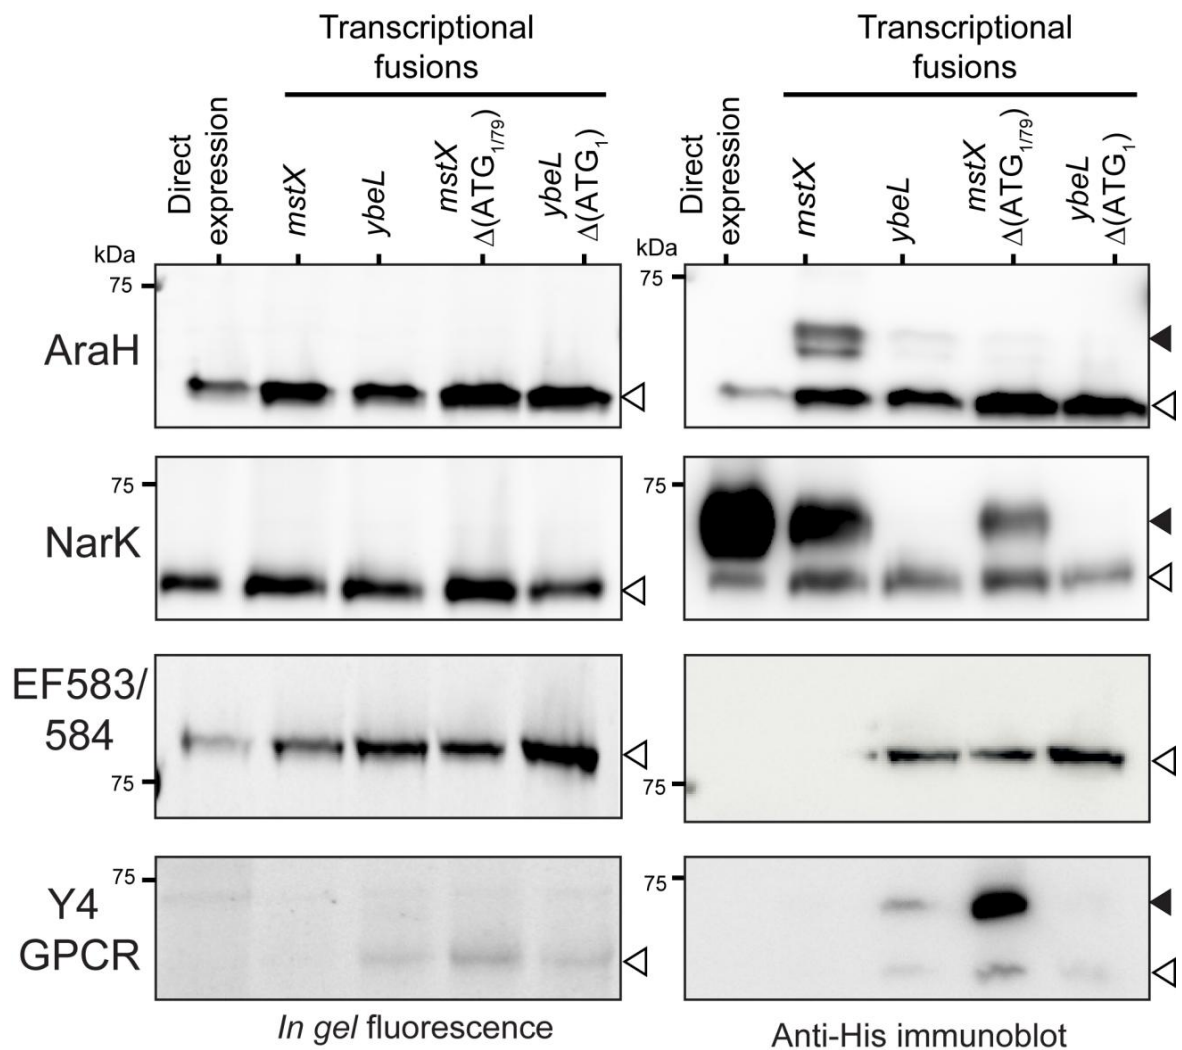 Transcriptional
fusions
Direct
expression
mstX
ybeL
mstX
Δ(ATG1/79)
ybeL
Δ(ATG1)
kDa
75
AraH
75
NarK
EF583/
584
75
75
Y4
GPCR
In gel fluorescence
Transcriptional
fusions
Direct
expression
mstX
ybeL
mstX
Δ(ATG1/79)
ybeL
Δ(ATG1)
kDa
75
75
75
75
Anti-His immunoblot